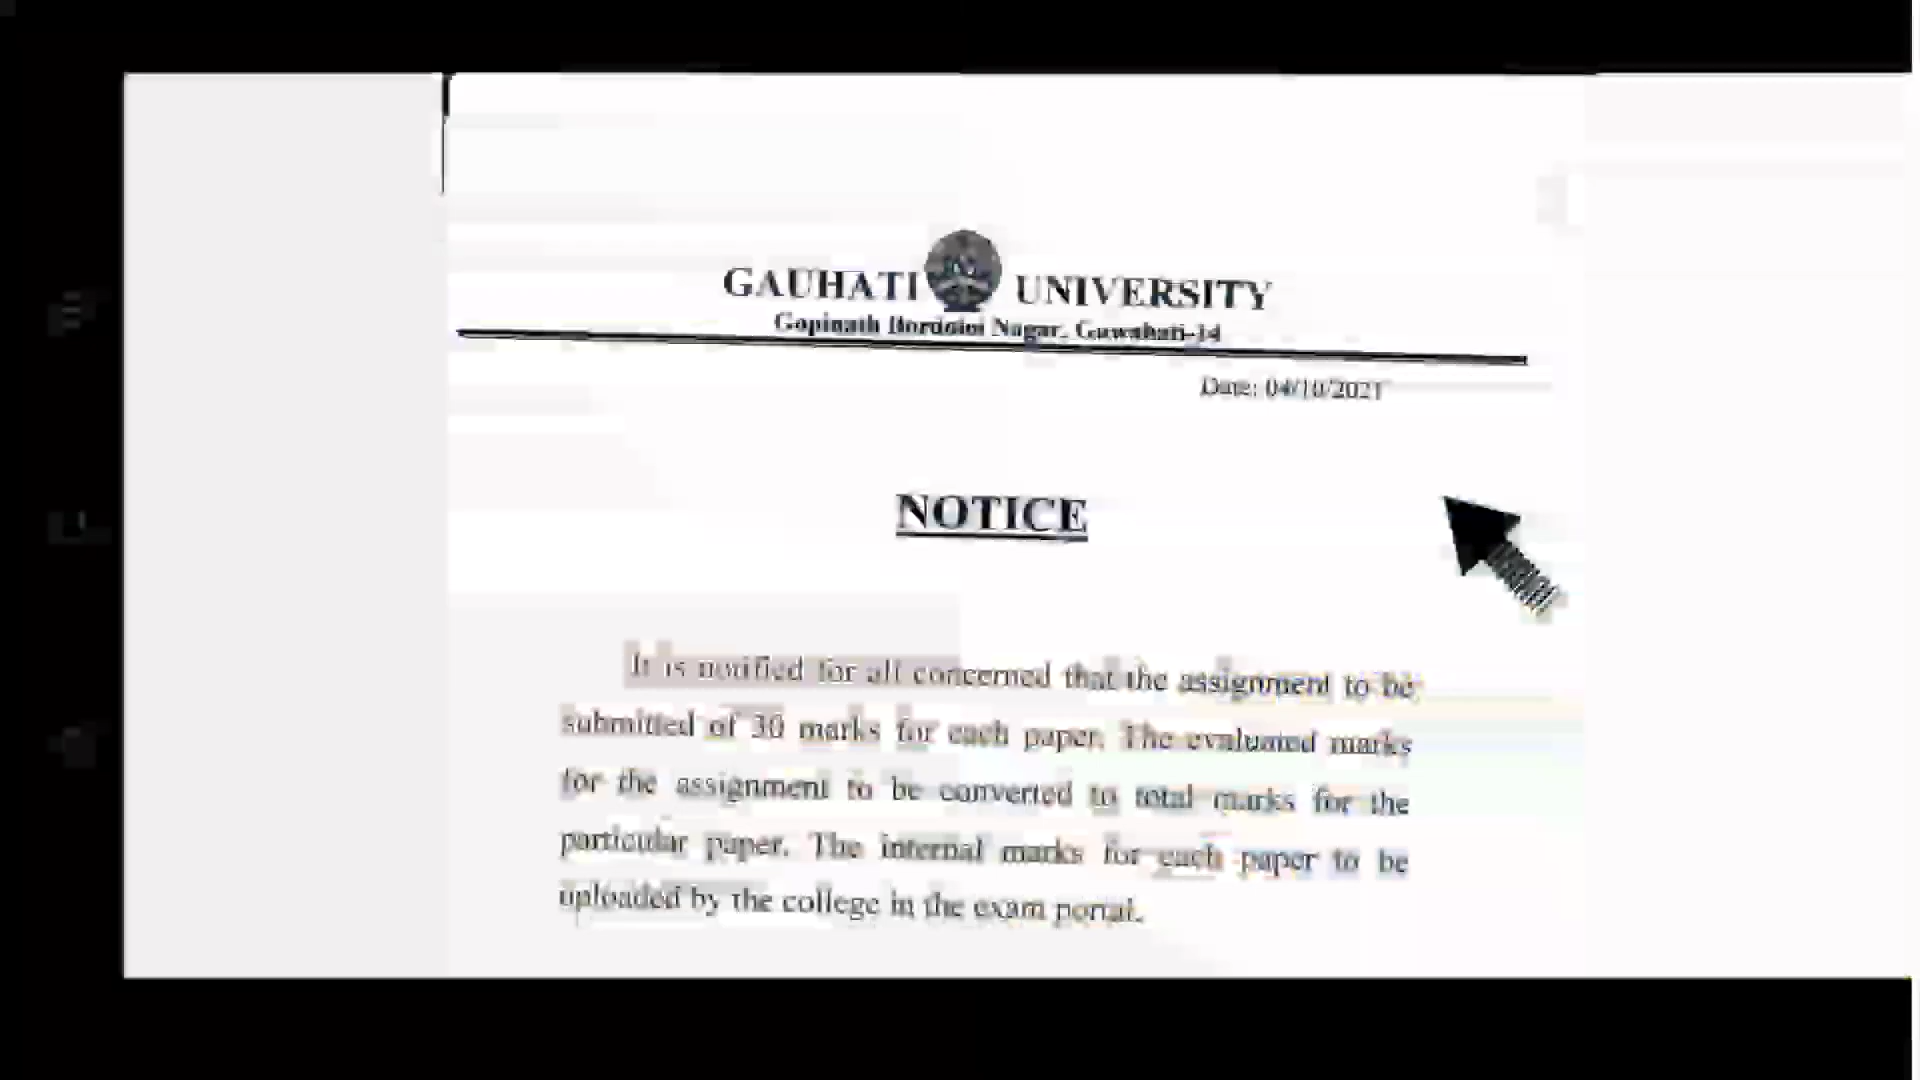 GAUHATI UNIVERSITY
Gopinath Bordoloi Nagar, Guwahati-14
Date: 04/10/2021
NOTICE
It is notified for all concerned that the assignment to be
submitted of 30 marks for each paper. The evaluated marks
for the assignment to be converted to total marks for the
particular paper. The internal marks for each paper to be
uploaded by the college in the exam portal.